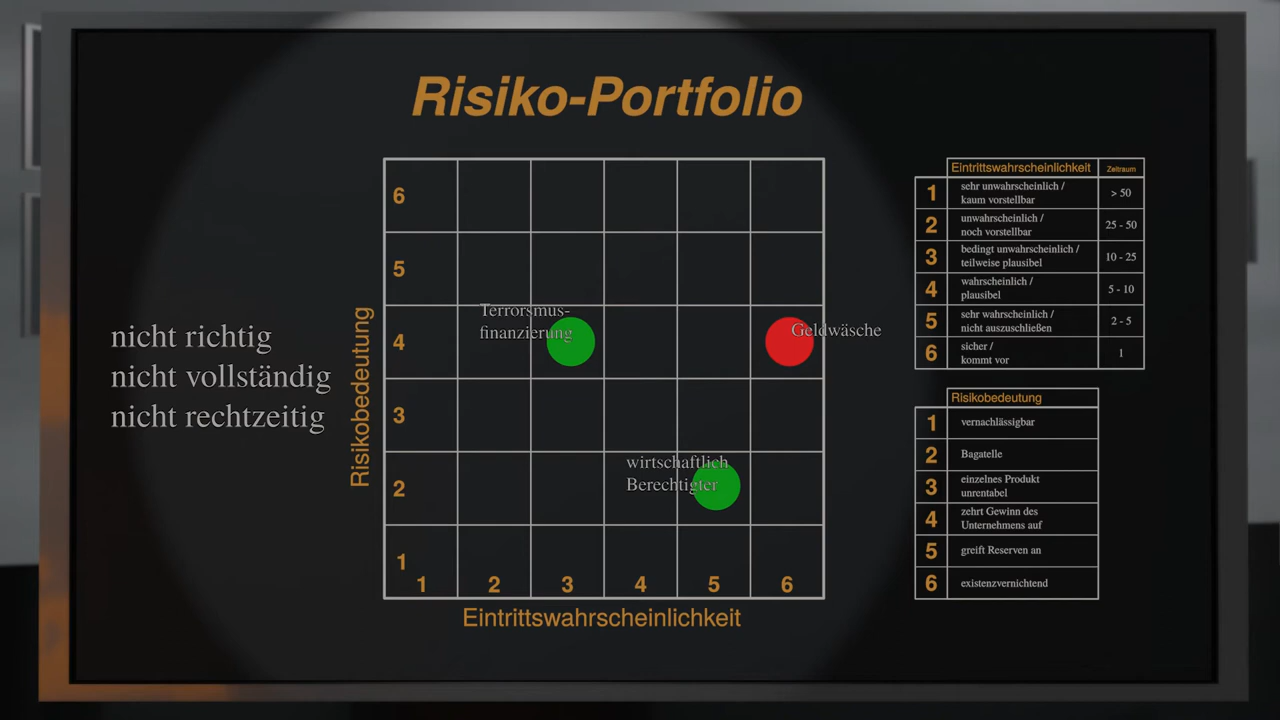 Risiko-Portfolio
nicht richtig
nicht vollständig
nicht rechtzeitig
Risikobedeutung
6
5
4
3
2
1
Terrorsmus-
finanzierung
Geldwäsche
wirtschaftlich
Berechtigter
1 2 3 4 5 6
Eintrittswahrscheinlichkeit
Eintrittswahrscheinlichkeit Zeitraum
1 sehr unwahrscheinlich / > 50
kaum vorstellbar
2 unwahrscheinlich / 25 - 50
noch vorstellbar
3 bedingt unwahrscheinlich / 10 - 25
teilweise plausibel
4 wahrscheinlich / 5 - 10
plausibel
5 sehr wahrscheinlich / 2 - 5
nicht auszuschließen
6 sicher / 1
kommt vor
Risikobedeutung
1 vernachlässigbar
2 Bagatelle
3 einzelnes Produkt
unrentabel
4 zehrt Gewinn des
Unternehmens auf
5 greift Reserven an
6 existenzvernichtend